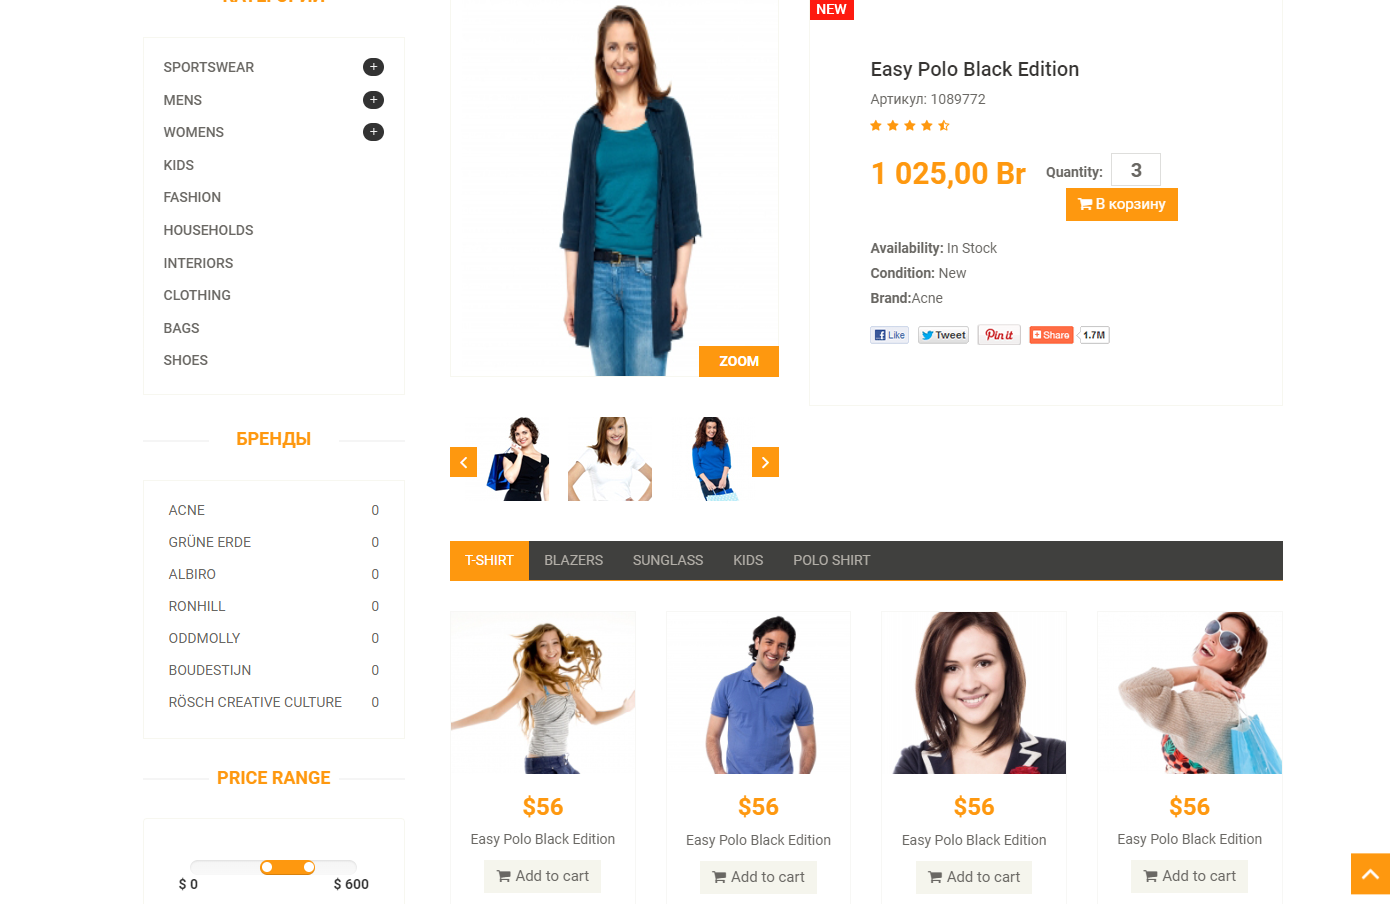 SPORTSWEAR
MENS
WOMENS
KIDS
FASHION
HOUSEHOLDS
INTERIORS
CLOTHING
BAGS
SHOES
БРЕНДЫ
ACNE 0
GRÜNE ERDE 0
ALBIRO 0
RONHILL 0
ODDMOLLY 0
BOUDESTIJN 0
RÖSCH CREATIVE CULTURE 0
PRICE RANGE
$ 0 $ 600
ZOOM
NEW
Easy Polo Black Edition
Артикул: 1089772
1 025,00 Br Quantity: 3
В корзину
Availability: In Stock
Condition: New
Brand:Acne
Like Tweet Pin it Share 1.7M
T-SHIRT BLAZERS SUNGLASS KIDS POLO SHIRT
$56 $56 $56 $56
Easy Polo Black Edition Easy Polo Black Edition Easy Polo Black Edition Easy Polo Black Edition
Add to cart Add to cart Add to cart Add to cart